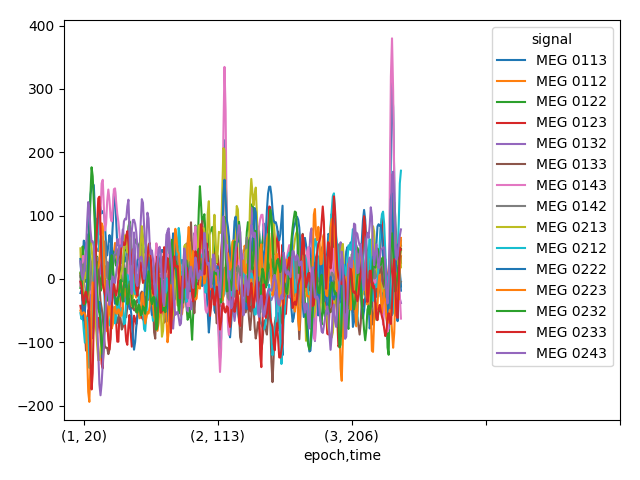 400
300
200
100
0
−100
−200
(1, 20)
(2, 113)
(3, 206)
epoch,time
signal
MEG 0113
MEG 0112
MEG 0122
MEG 0123
MEG 0132
MEG 0133
MEG 0143
MEG 0142
MEG 0213
MEG 0212
MEG 0222
MEG 0223
MEG 0232
MEG 0233
MEG 0243